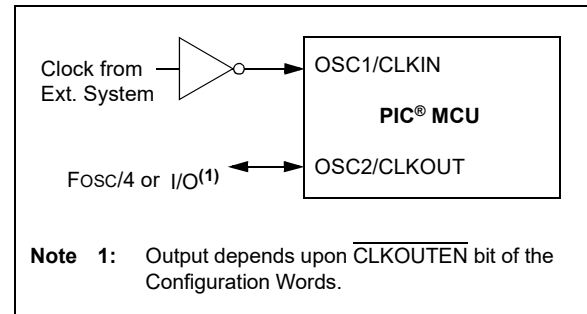 Clock from
Ext. System
OSC1/CLKIN
PIC® MCU
FOSC/4 or I/O(1)
OSC2/CLKOUT
Note 1: Output depends upon CLKOUTEN bit of the
Configuration Words.